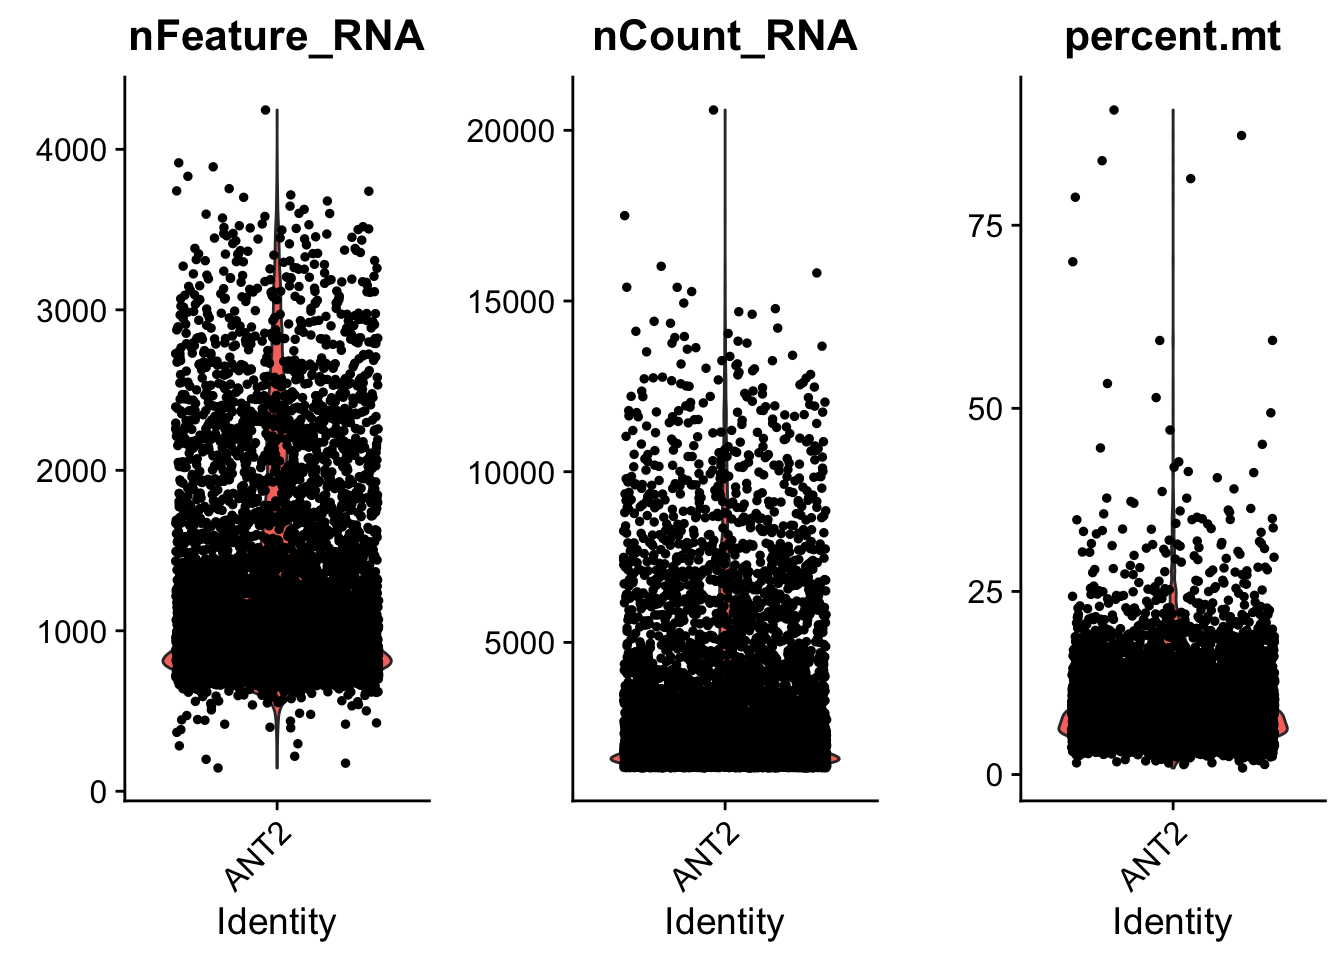 nFeature_RNA
4000
3000
2000
1000
0
ANT2
Identity
nCount_RNA
20000
15000
10000
5000
ANT2
Identity
percent.mt
75
50
25
0
ANT2
Identity